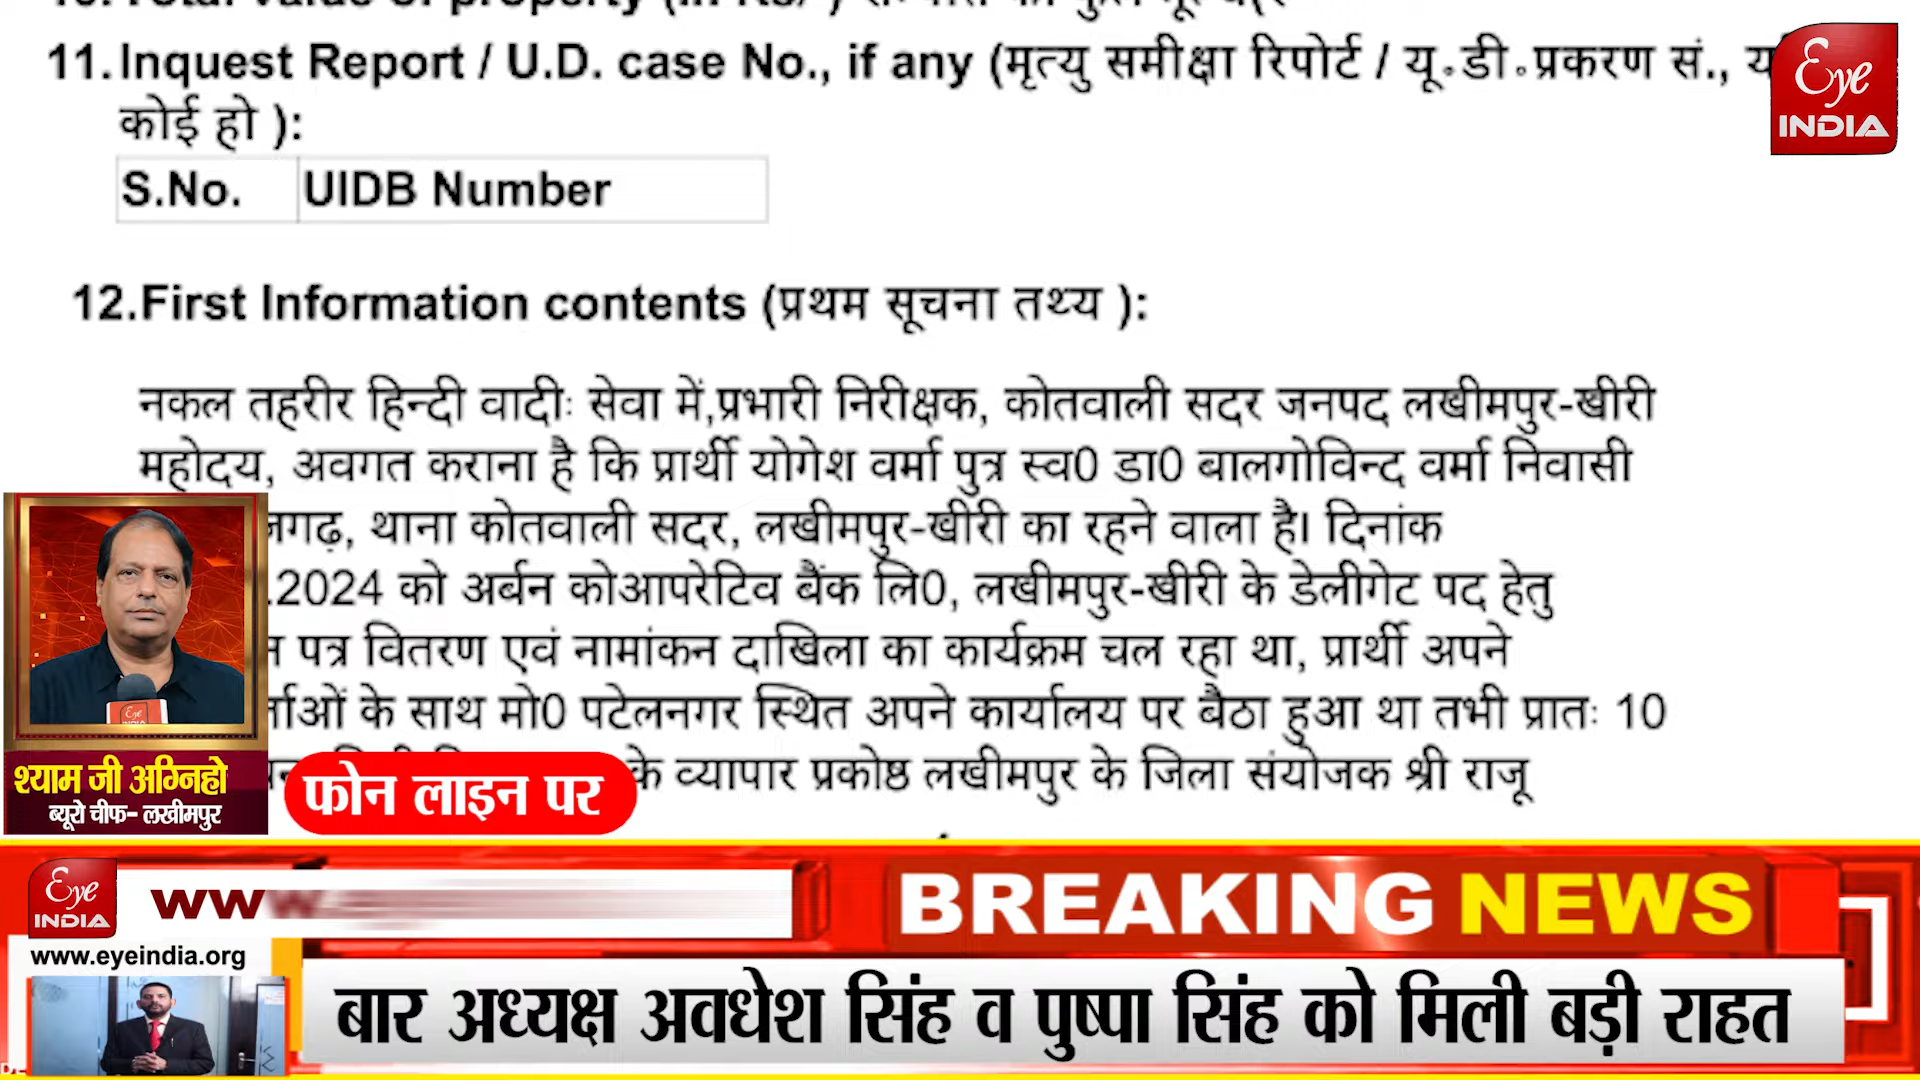 11. Inquest Report / U.D. case No., if any (मृत्यु समीक्षा रिपोर्ट / यू॰डी॰प्रकरण सं.,
कोई हो ):
S.No. UIDB Number
12.First Information contents (प्रथम सूचना तथ्य ):
नकल तहरीर हिन्दी वादीः सेवा में,प्रभारी निरीक्षक, कोतवाली सदर जनपद लखीमपुर-खीरी
महोदय, अवगत कराना है कि प्रार्थी योगेश वर्मा पुत्र स्व0 डा0 बालगोविन्द वर्मा निवासी
थाना कोतवाली सदर, लखीमपुर-खीरी का रहने वाला है। दिनांक
.2024 को अर्बन कोआपरेटिव बैंक लि0, लखीमपुर-खीरी के डेलीगेट पद हेतु
पत्र वितरण एवं नामांकन दाखिला का कार्यक्रम चल रहा था, प्रार्थी अपने
के साथ मो0 पटेलनगर स्थित अपने कार्यालय पर बैठा हुआ था तभी प्रातः 10
के व्यापार प्रकोष्ठ लखीमपुर के जिला संयोजक श्री राजू
Eye
INDIA
Eye
INDIA
श्याम जी अग्निहो
ब्यूरो चीफ- लखीमपुर
फोन लाइन पर
Eye
INDIA
www
BREAKING NEWS
www.eyeindia.org
बार अध्यक्ष अवधेश सिंह व पुष्पा सिंह को मिली बड़ी राहत